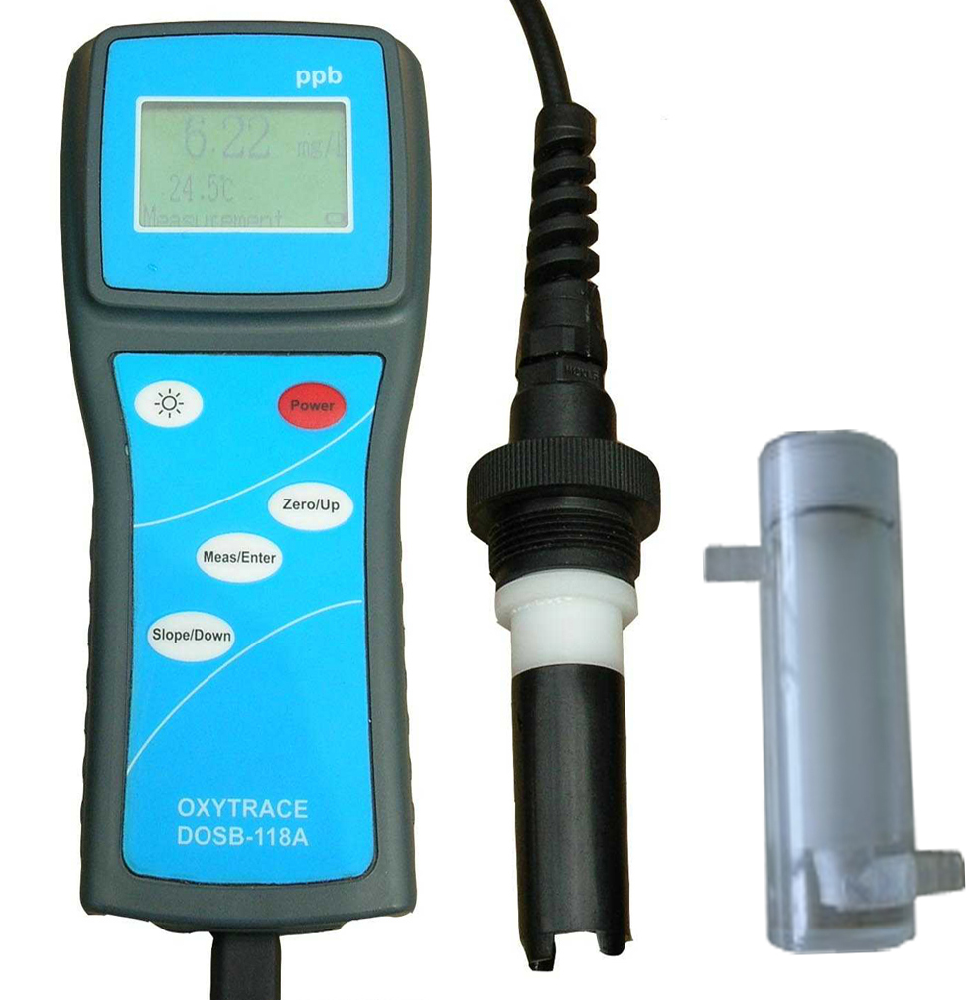 ppb
6.22 mg/L
24.5℃
Measurement
Power
Zero/Up
Meas/Enter
Slope/Down
OXYTRACE
DOSB-118A